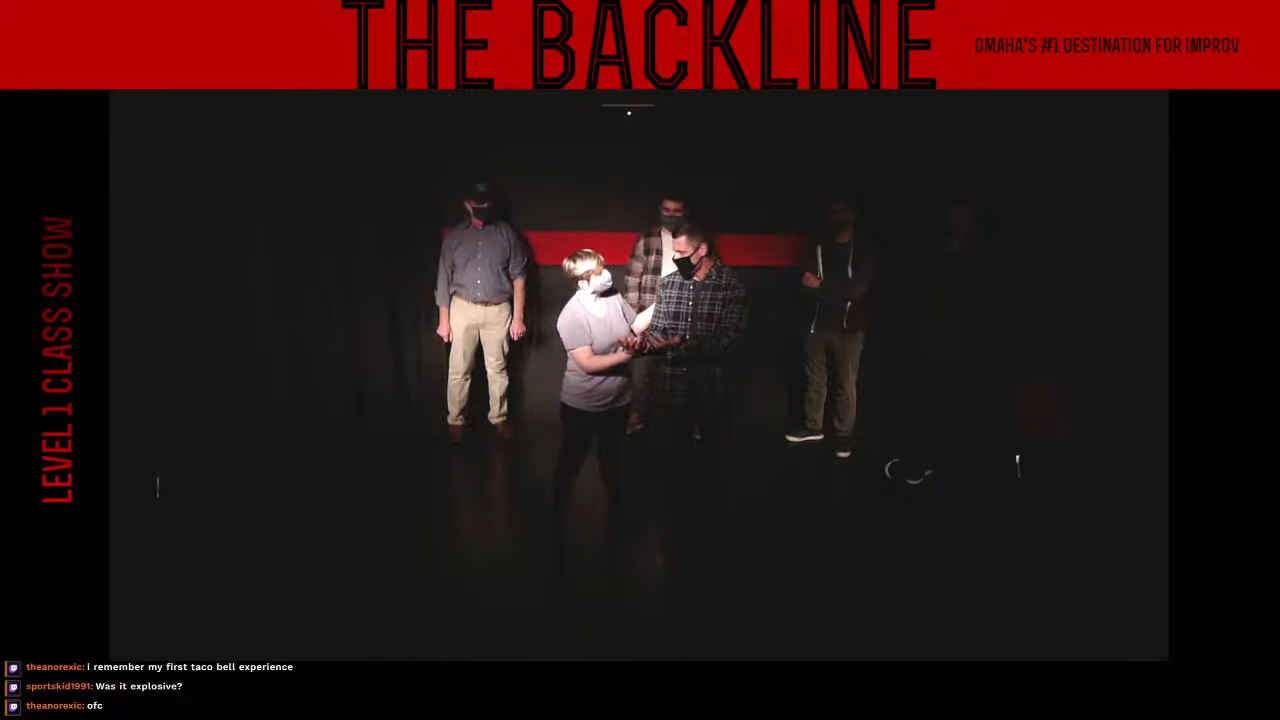 THE BACKLINE
OMAHA'S #1 DESTINATION FOR IMPROV
LEVEL 1 CLASS SHOW
theanorexic: i remember my first taco bell experience
sportskid1991: Was it explosive?
theanorexic: ofc